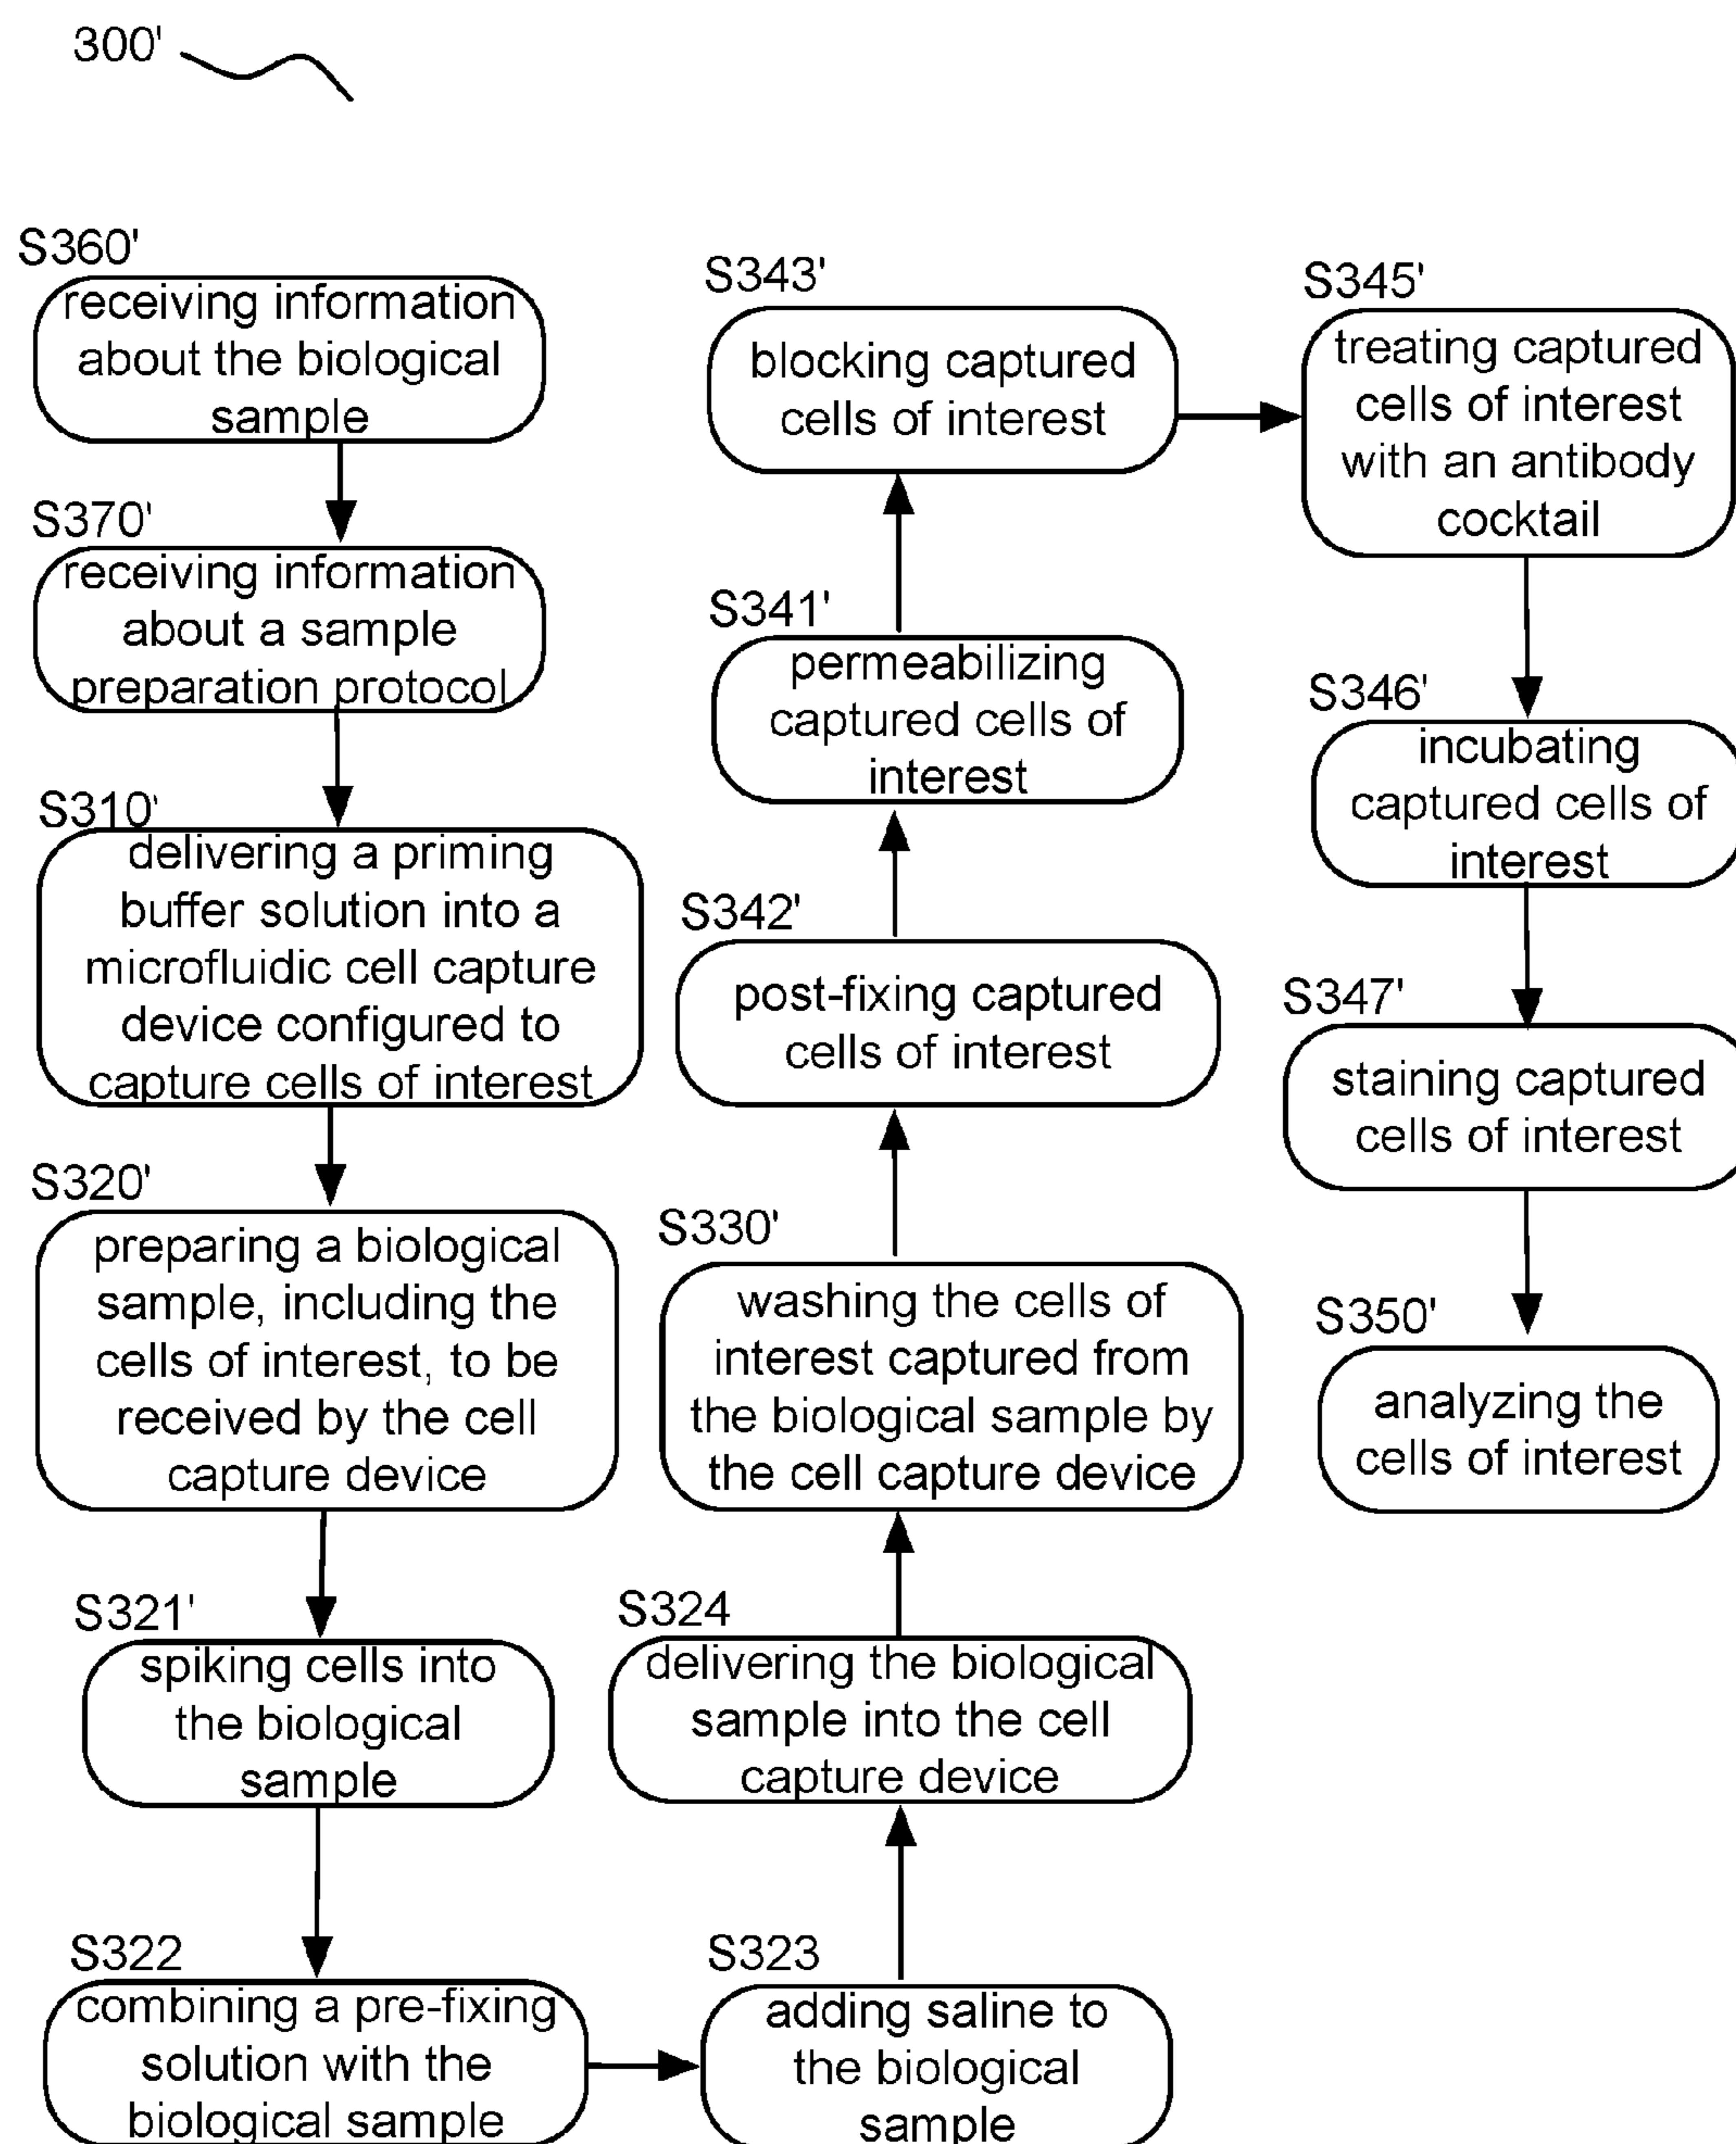 300'
S360'
receiving information
about the biological
sample
S370'
receiving information
about a sample
preparation protocol
S310'
delivering a priming
buffer solution into a
microfluidic cell capture
device configured to
capture cells of interest
S320'
preparing a biological
sample, including the
cells of interest, to be
received by the cell
capture device
S321'
spiking cells into
the biological
sample
S322
combining a pre-fixing
solution with the
biological sample
S323
adding saline to
the biological
sample
S324
delivering the biological
sample into the cell
capture device
S330'
washing the cells of
interest captured from
the biological sample by
the cell capture device
S342'
post-fixing captured
cells of interest
S341'
permeabilizing
captured cells of
interest
S343'
blocking captured
cells of interest
S345'
treating captured
cells of interest
with an antibody
cocktail
S346'
incubating
captured cells of
interest
S347'
staining captured
cells of interest
S350'
analyzing the
cells of interest